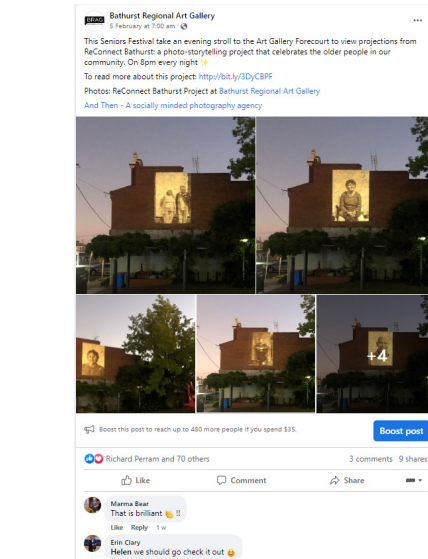 BRAG
Bathurst Regional Art Gallery
5 February at 7:00 am ·
This Seniors Festival take an evening stroll to the Art Gallery Forecourt to view projections from
ReConnect Bathurst: a photo-storytelling project that celebrates the older people in our
community. On 8pm every night ✨
To read more about this project: http://bit.ly/3DyCBPF
Photos: ReConnect Bathurst Project at Bathurst Regional Art Gallery
And Then - A socially minded photography agency
+4
Boost this post to reach up to 480 more people if you spend $35.
Boost post
Richard Perram and 70 others
3 comments 9 shares
Like
Comment
Share
Marma Bear
That is brilliant 👏 !!
Like Reply 1 w
Erin Clary
Helen we should go check it out 😀